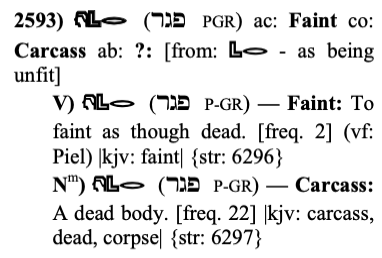 2593) (פגר PGR) ac: Faint co:
Carcass ab: ?: [from: - as being
unfit]
V) (פגר P-GR) — Faint: To
faint as though dead. [freq. 2] (vf:
Piel) |kjv: faint| {str: 6296}
Nᵐ) (פגר P-GR) — Carcass:
A dead body. [freq. 22] |kjv: carcass,
dead, corpse| {str: 6297}